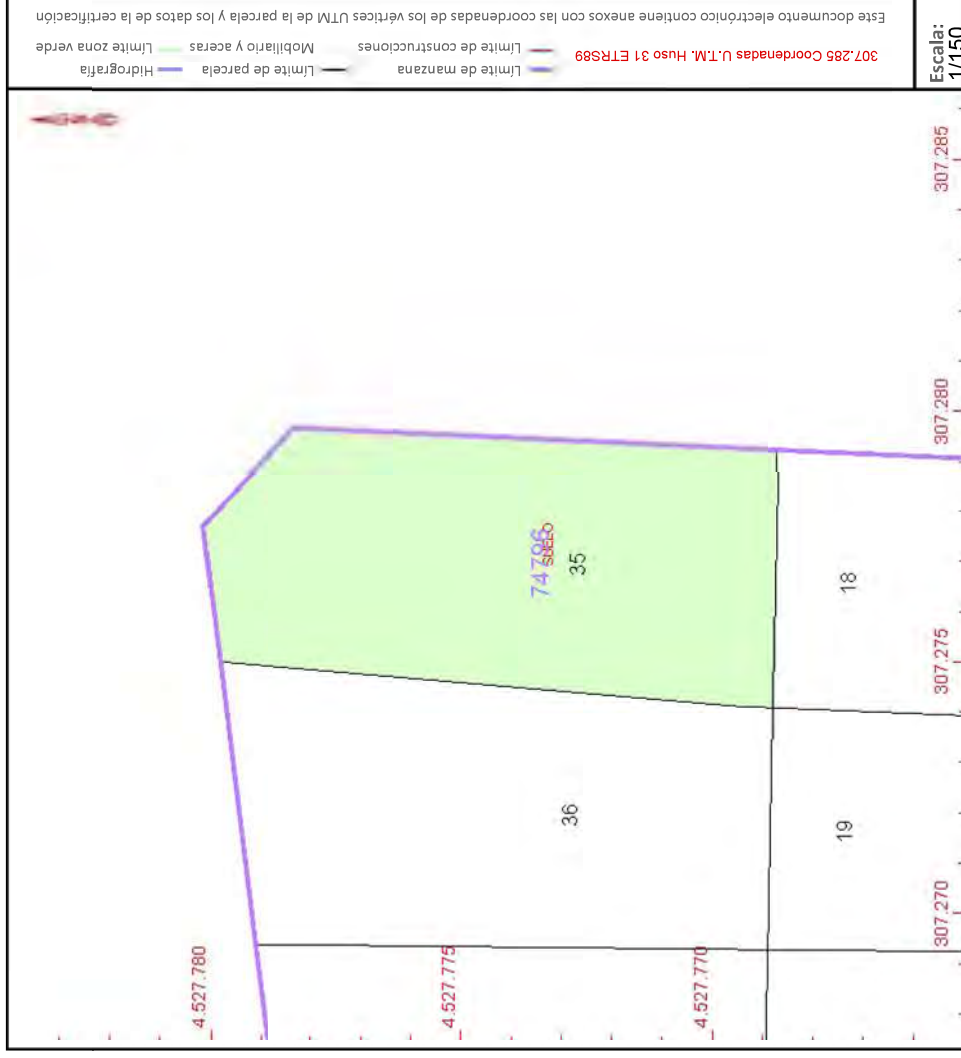 Este documento electrónico contiene anexos con las coordenadas de los vértices UTM de la parcela y los datos de la certificación
307.285 Coordenadas U.T.M. Huso 31 ETRS89
Límite de manzana
Límite de parcela
Hidrografía
Límite de construcciones
Mobiliario y aceras
Límite zona verde
Escala:
1/150
4.527.780
4.527.775
4.527.770
307.285
307.280
307.275
307.270
74796
SUELO
35
36
18
19